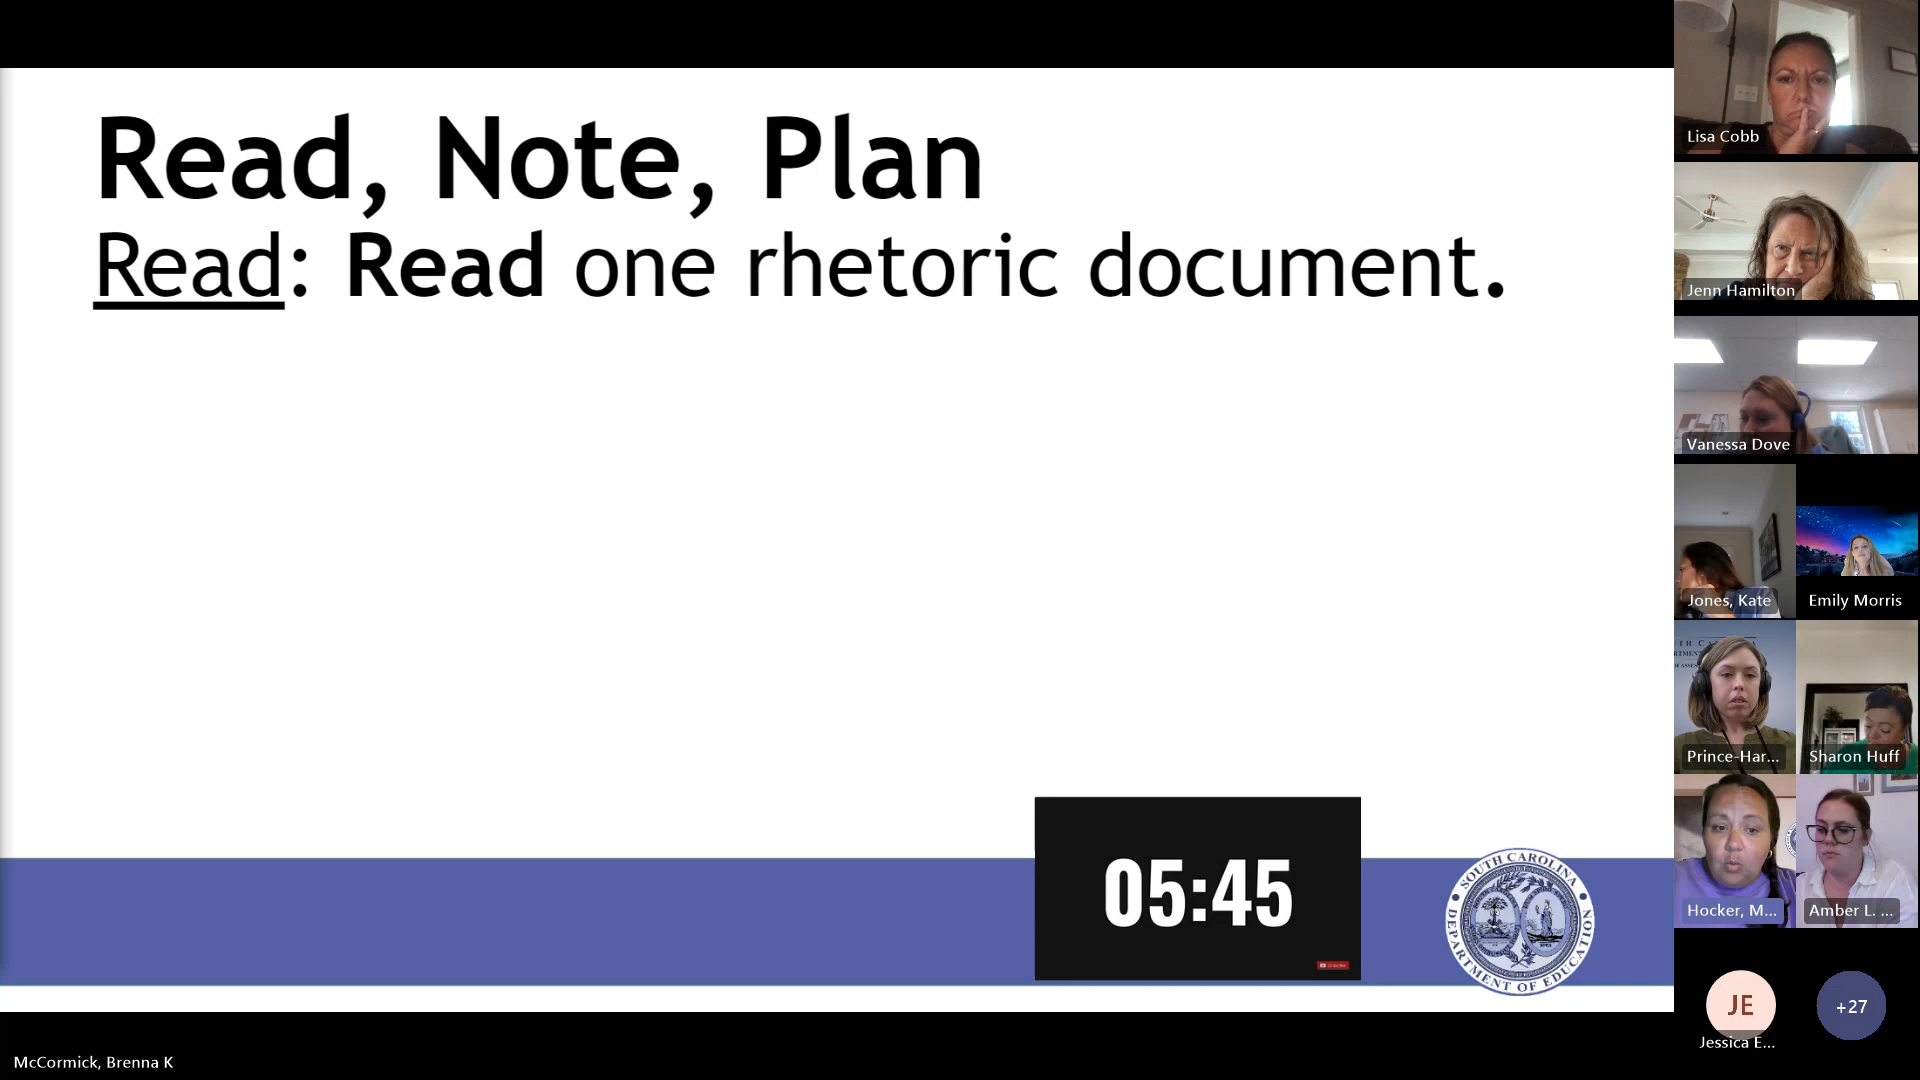 Read, Note, Plan
Read: Read one rhetoric document.
05:45
SOUTH CAROLINA
DEPARTMENT OF EDUCATION
McCormick, Brenna K
Lisa Cobb
Jenn Hamilton
Vanessa Dove
Jones, Kate
Emily Morris
Prince-Har...
Sharon Huff
Hocker, M...
Amber L. ...
JE
Jessica E...
+27